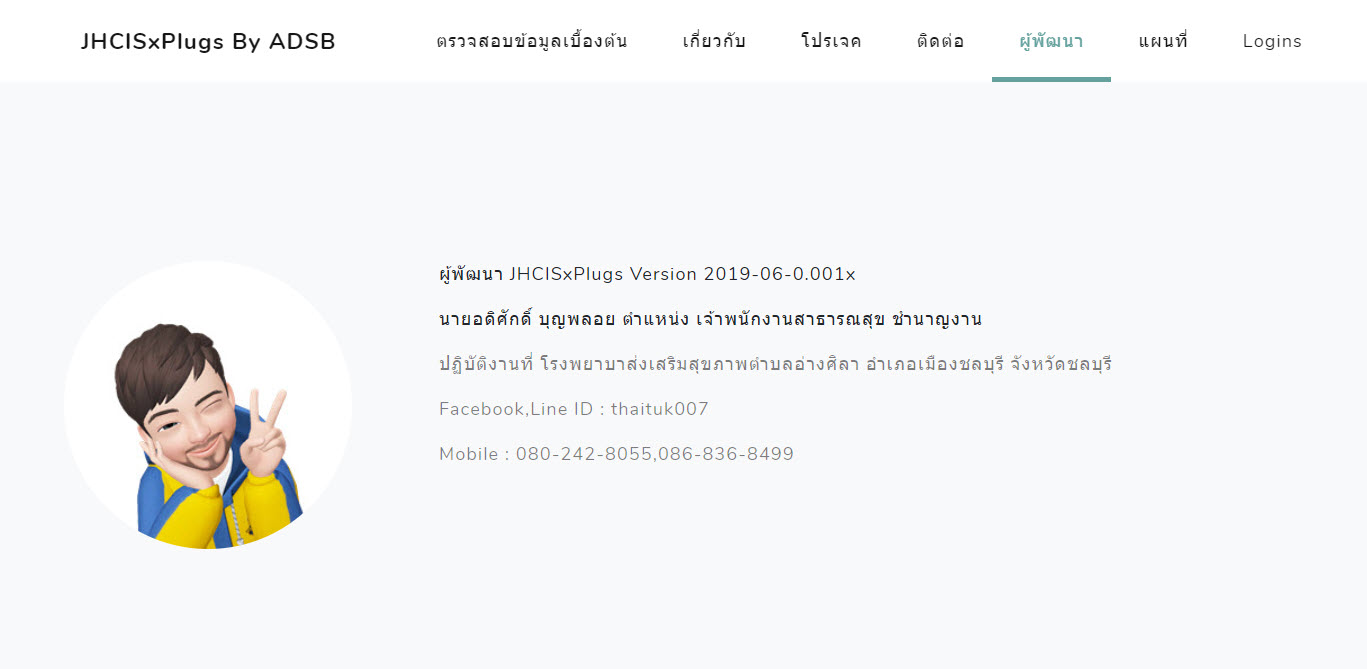 JHCISxPlugs By ADSB
ตรวจสอบข้อมูลเบื้องต้น เกี่ยวกับ โปรเจค ติดต่อ ผู้พัฒนา แผนที่ Logins
ผู้พัฒนา JHCISxPlugs Version 2019-06-0.001x
นายอดิศักดิ์ บุญพลอย ตำแหน่ง เจ้าพนักงานสาธารณสุข ชำนาญงาน
ปฏิบัติงานที่ โรงพยาบาส่งเสริมสุขภาพตำบลอ่างศิลา อำเภอเมืองชลบุรี จังหวัดชลบุรี
Facebook,Line ID : thaituk007
Mobile : 080-242-8055,086-836-8499